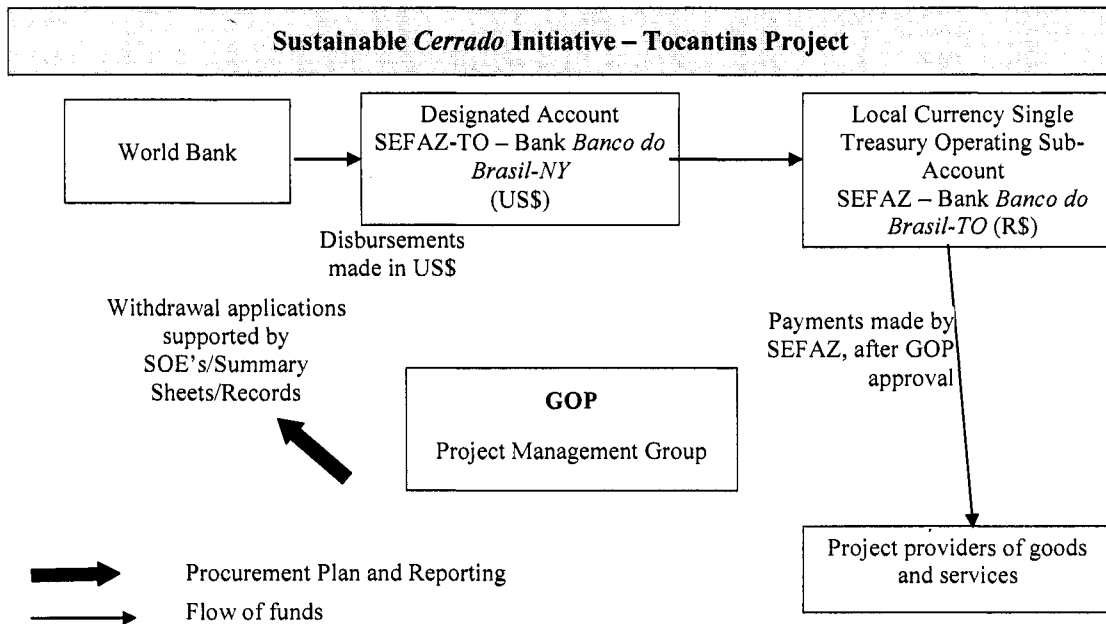 Sustainable Cerrado Initiative – Tocantins Project
World Bank
Designated Account
SEFAZ-TO – Bank Banco do
Brasil-NY
(US$)
Local Currency Single
Treasury Operating Sub-
Account
SEFAZ – Bank Banco do
Brasil-TO (R$)
Disbursements
made in US$
Withdrawal applications
supported by
SOE's/Summary
Sheets/Records
Payments made by
SEFAZ, after GOP
approval
GOP
Project Management Group
Project providers of goods
and services
Procurement Plan and Reporting
Flow of funds